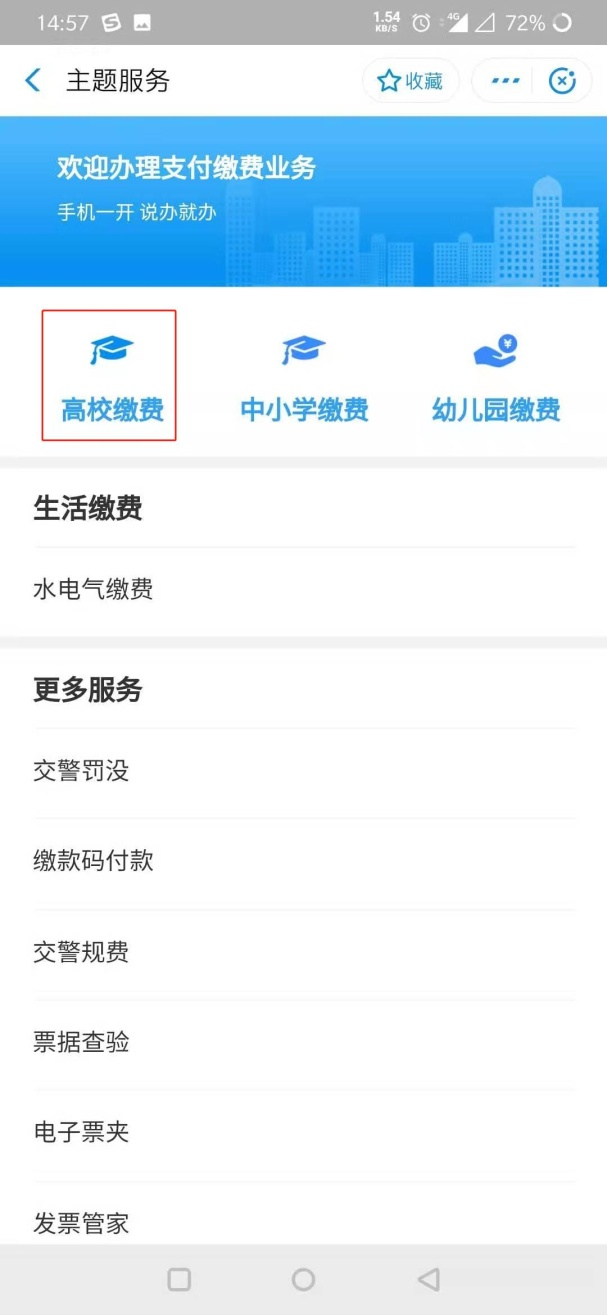 14:57
1.54
KB/S
4G
72%
主题服务
收藏
欢迎办理支付缴费业务
手机一开 说办就办
高校缴费
中小学缴费
幼儿园缴费
生活缴费
水电气缴费
更多服务
交警罚没
缴款码付款
交警规费
票据查验
电子票夹
发票管家